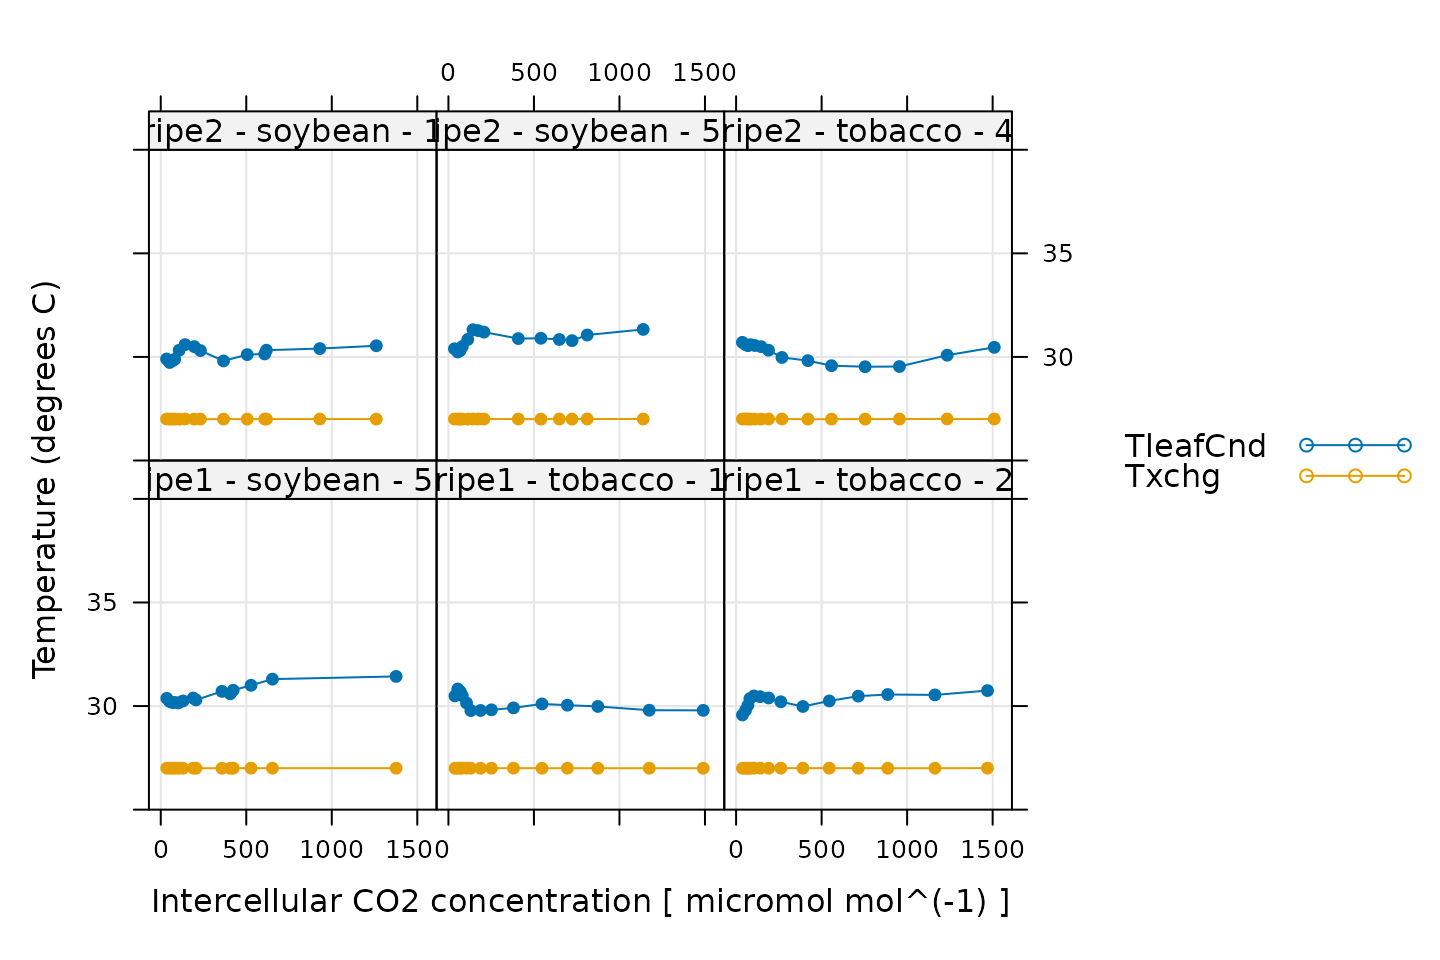 0 500 1000 1500
ripe2 - soybean - 1 ipe2 - soybean - 5 ripe2 - tobacco - 4
35
30
ripe1 - soybean - 5 ripe1 - tobacco - 1 ripe1 - tobacco - 2
35
30
0 500 1000 1500 0 500 1000 1500
Temperature (degrees C)
Intercellular CO2 concentration [ micromol mol^(-1) ]
TleafCnd
Txchg